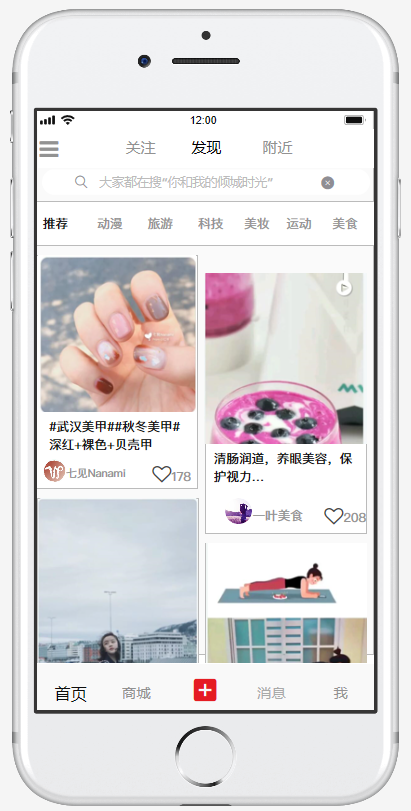 12:00
关注 发现 附近
大家都在搜“你和我的倾城时光”
推荐 动漫 旅游 科技 美妆 运动 美食
#武汉美甲##秋冬美甲#
深红+裸色+贝壳甲
七见Nanami 178
清肠润道，养眼美容，保
护视力...
一叶美食 208
首页 商城 消息 我